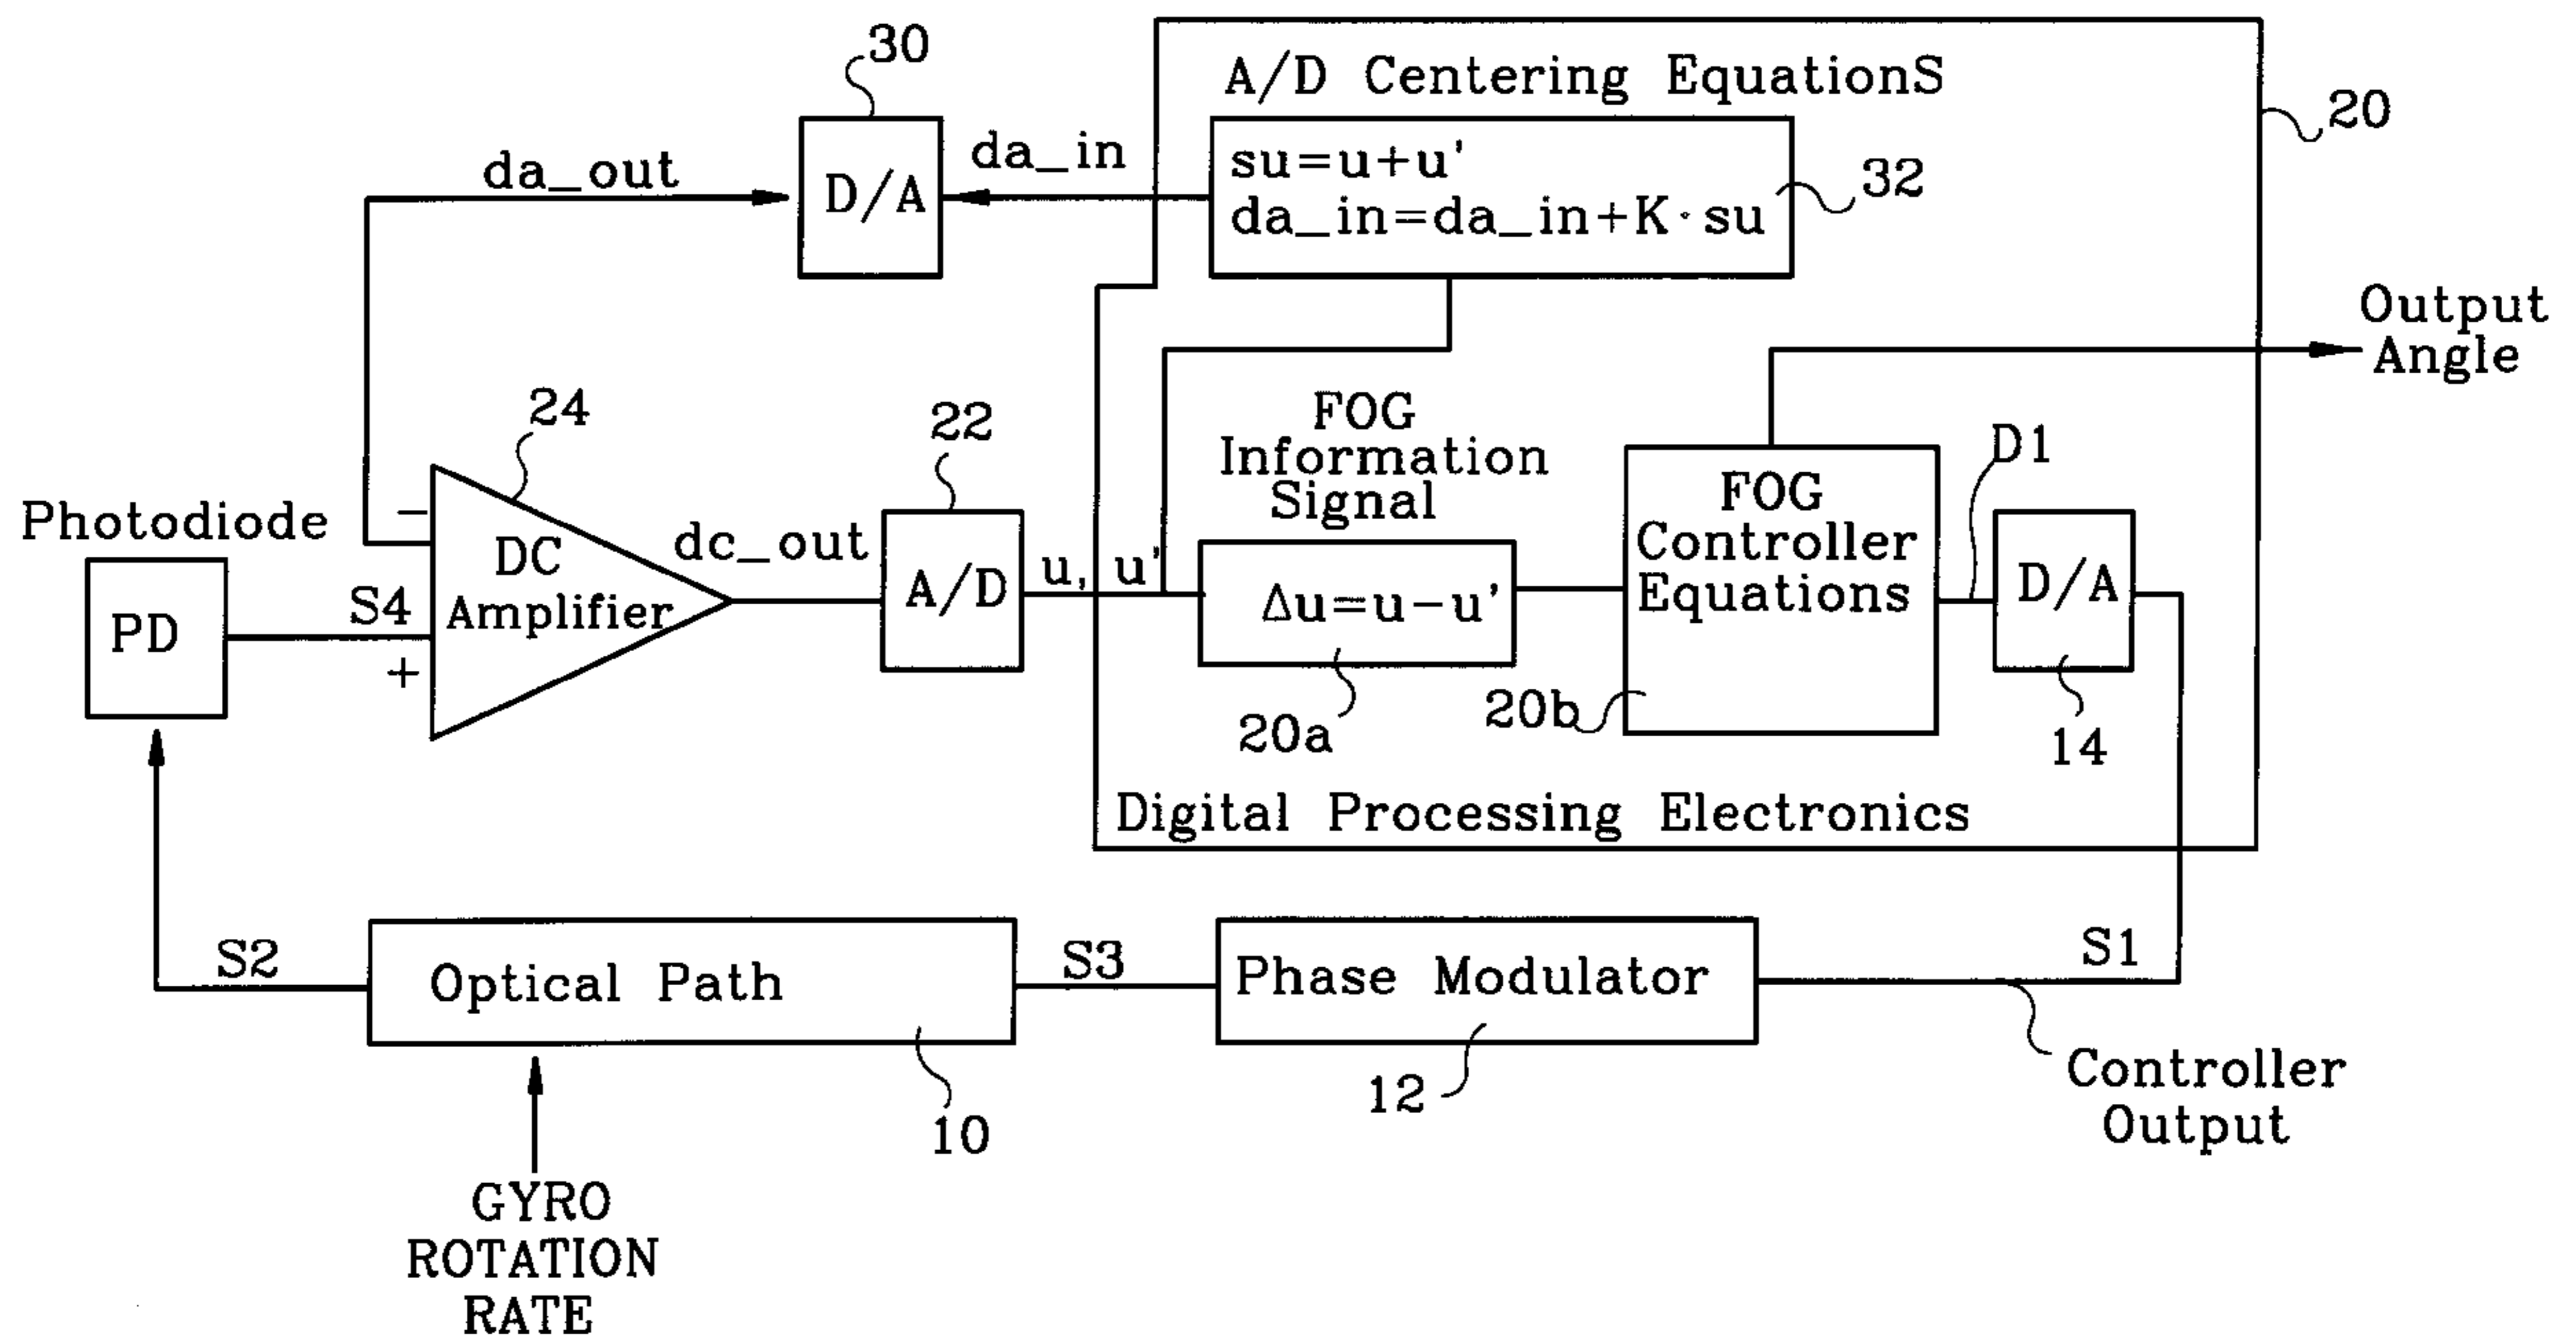 30
A/D Centering EquationS
20
da_out
D/A
da_in
su=u+u'
da_in=da_in+K·su
32
Output
Angle
24
22
FOG
Information
Signal
D1
Photodiode
PD
S4
−
+
DC
Amplifier
dc_out
A/D
u, u'
Δu=u−u'
20a
FOG
Controller
Equations
20b
D/A
14
Digital Processing Electronics
S2
Optical Path
10
S3
Phase Modulator
12
S1
Controller
Output
GYRO
ROTATION
RATE